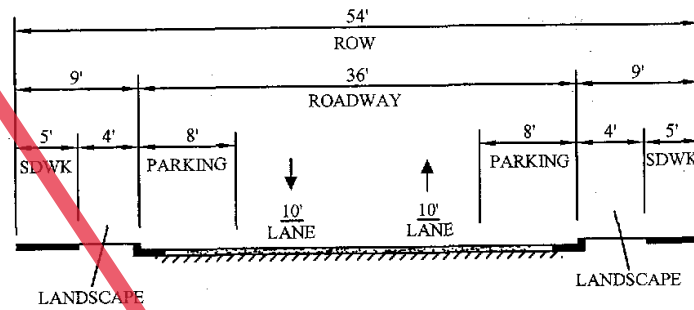 54'
ROW
9' 36' 9'
ROADWAY
5' 4' 8' 8' 4' 5'
SDWK PARKING PARKING SDWK
10' 10'
LANE LANE
LANDSCAPE LANDSCAPE